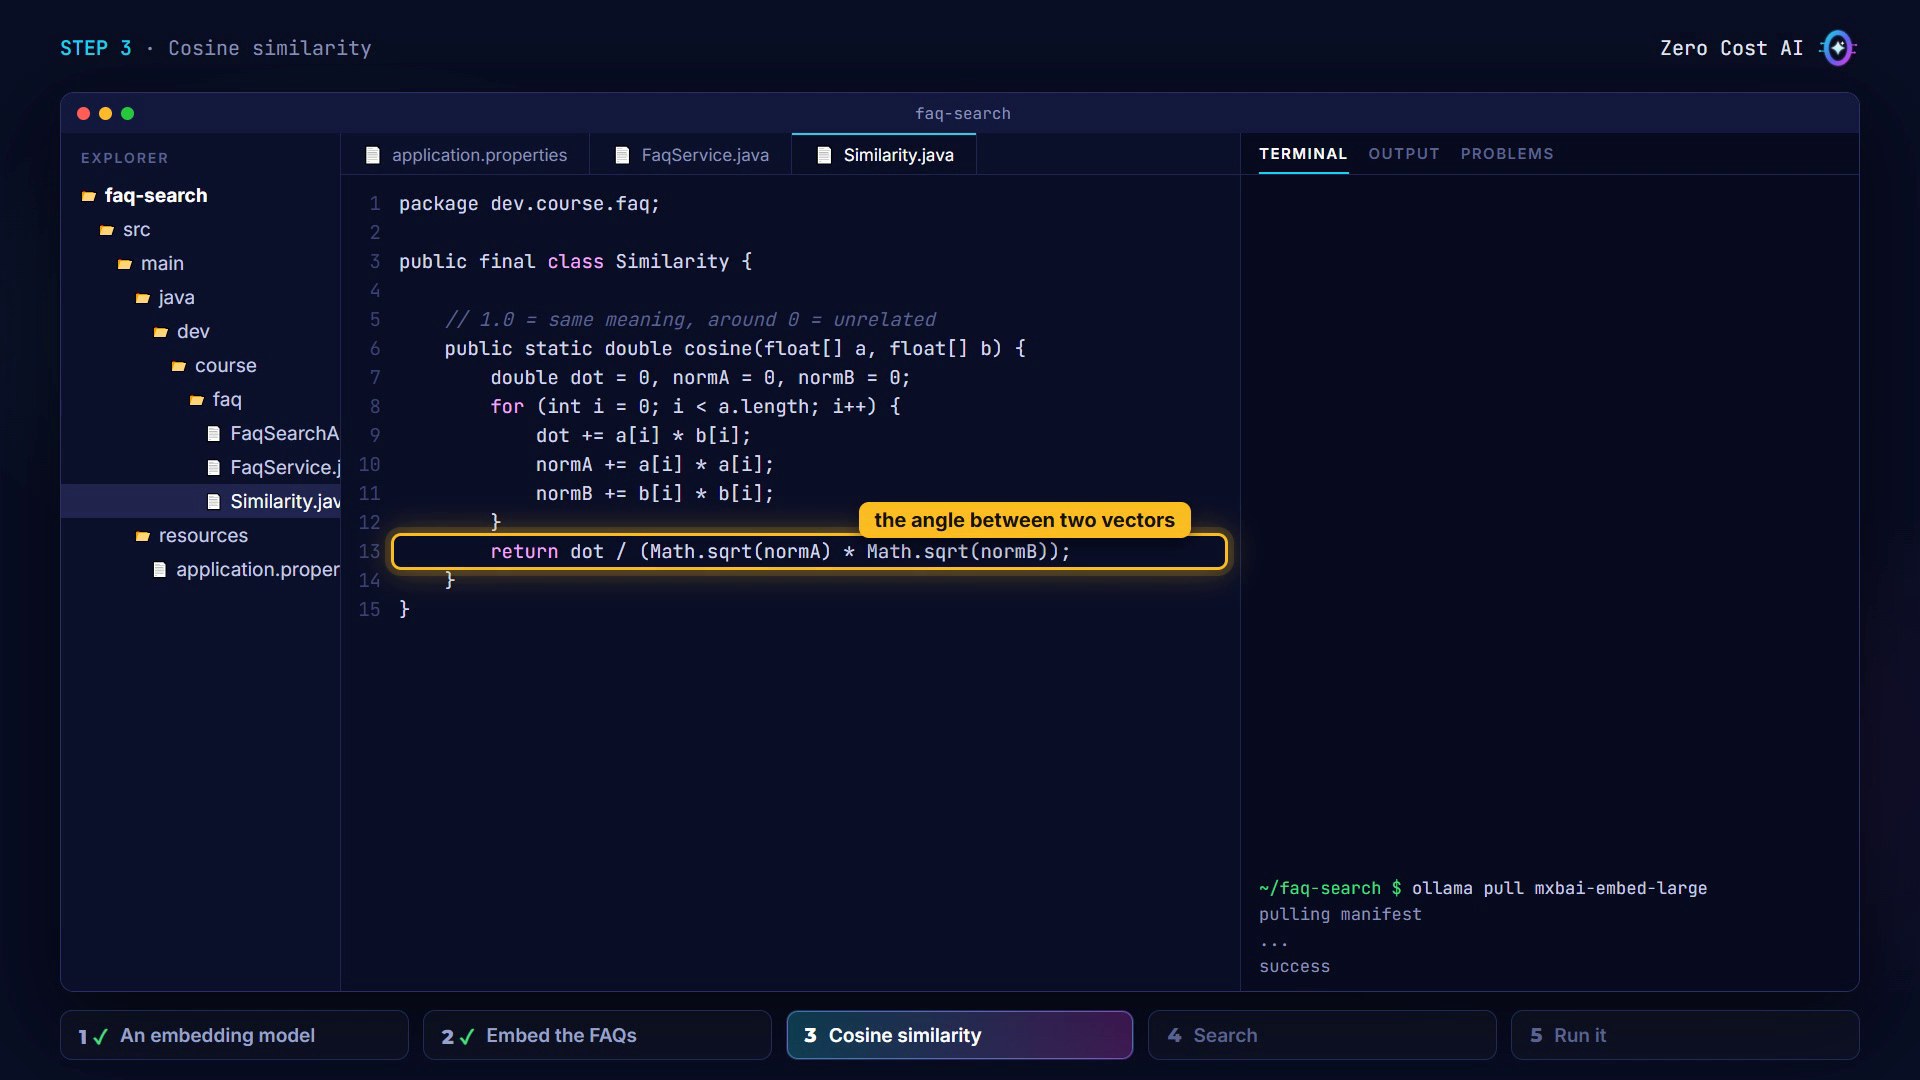 STEP 3 · Cosine similarity
Zero Cost AI
faq-search
EXPLORER
faq-search
src
main
java
dev
course
faq
FaqSearchA
FaqService.j
Similarity.jav
resources
application.proper
application.properties
FaqService.java
Similarity.java
1 package dev.course.faq;
2
3 public final class Similarity {
4
5 // 1.0 = same meaning, around 0 = unrelated
6 public static double cosine(float[] a, float[] b) {
7 double dot = 0, normA = 0, normB = 0;
8 for (int i = 0; i < a.length; i++) {
9 dot += a[i] * b[i];
10 normA += a[i] * a[i];
11 normB += b[i] * b[i];
12 }
the angle between two vectors
13 return dot / (Math.sqrt(normA) * Math.sqrt(normB));
14 }
15 }
TERMINAL OUTPUT PROBLEMS
~/faq-search $ ollama pull mxbai-embed-large
pulling manifest
...
success
1 ✓ An embedding model
2 ✓ Embed the FAQs
3 Cosine similarity
4 Search
5 Run it